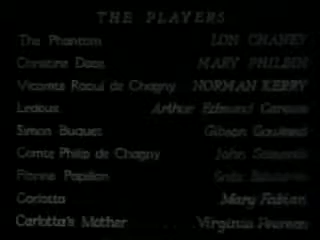 THE PLAYERS
The Phantom LON CHANEY
Christine Daae MARY PHILBIN
Vicomte Raoul de Chagny NORMAN KERRY
Ledoux Arthur Edmund Carewe
Simon Buquet Gibson Gowland
Comte Philip de Chagny John Sainpolis
Florine Papillon
Carlotta Mary Fabian
Carlotta's Mother Virginia Pearson